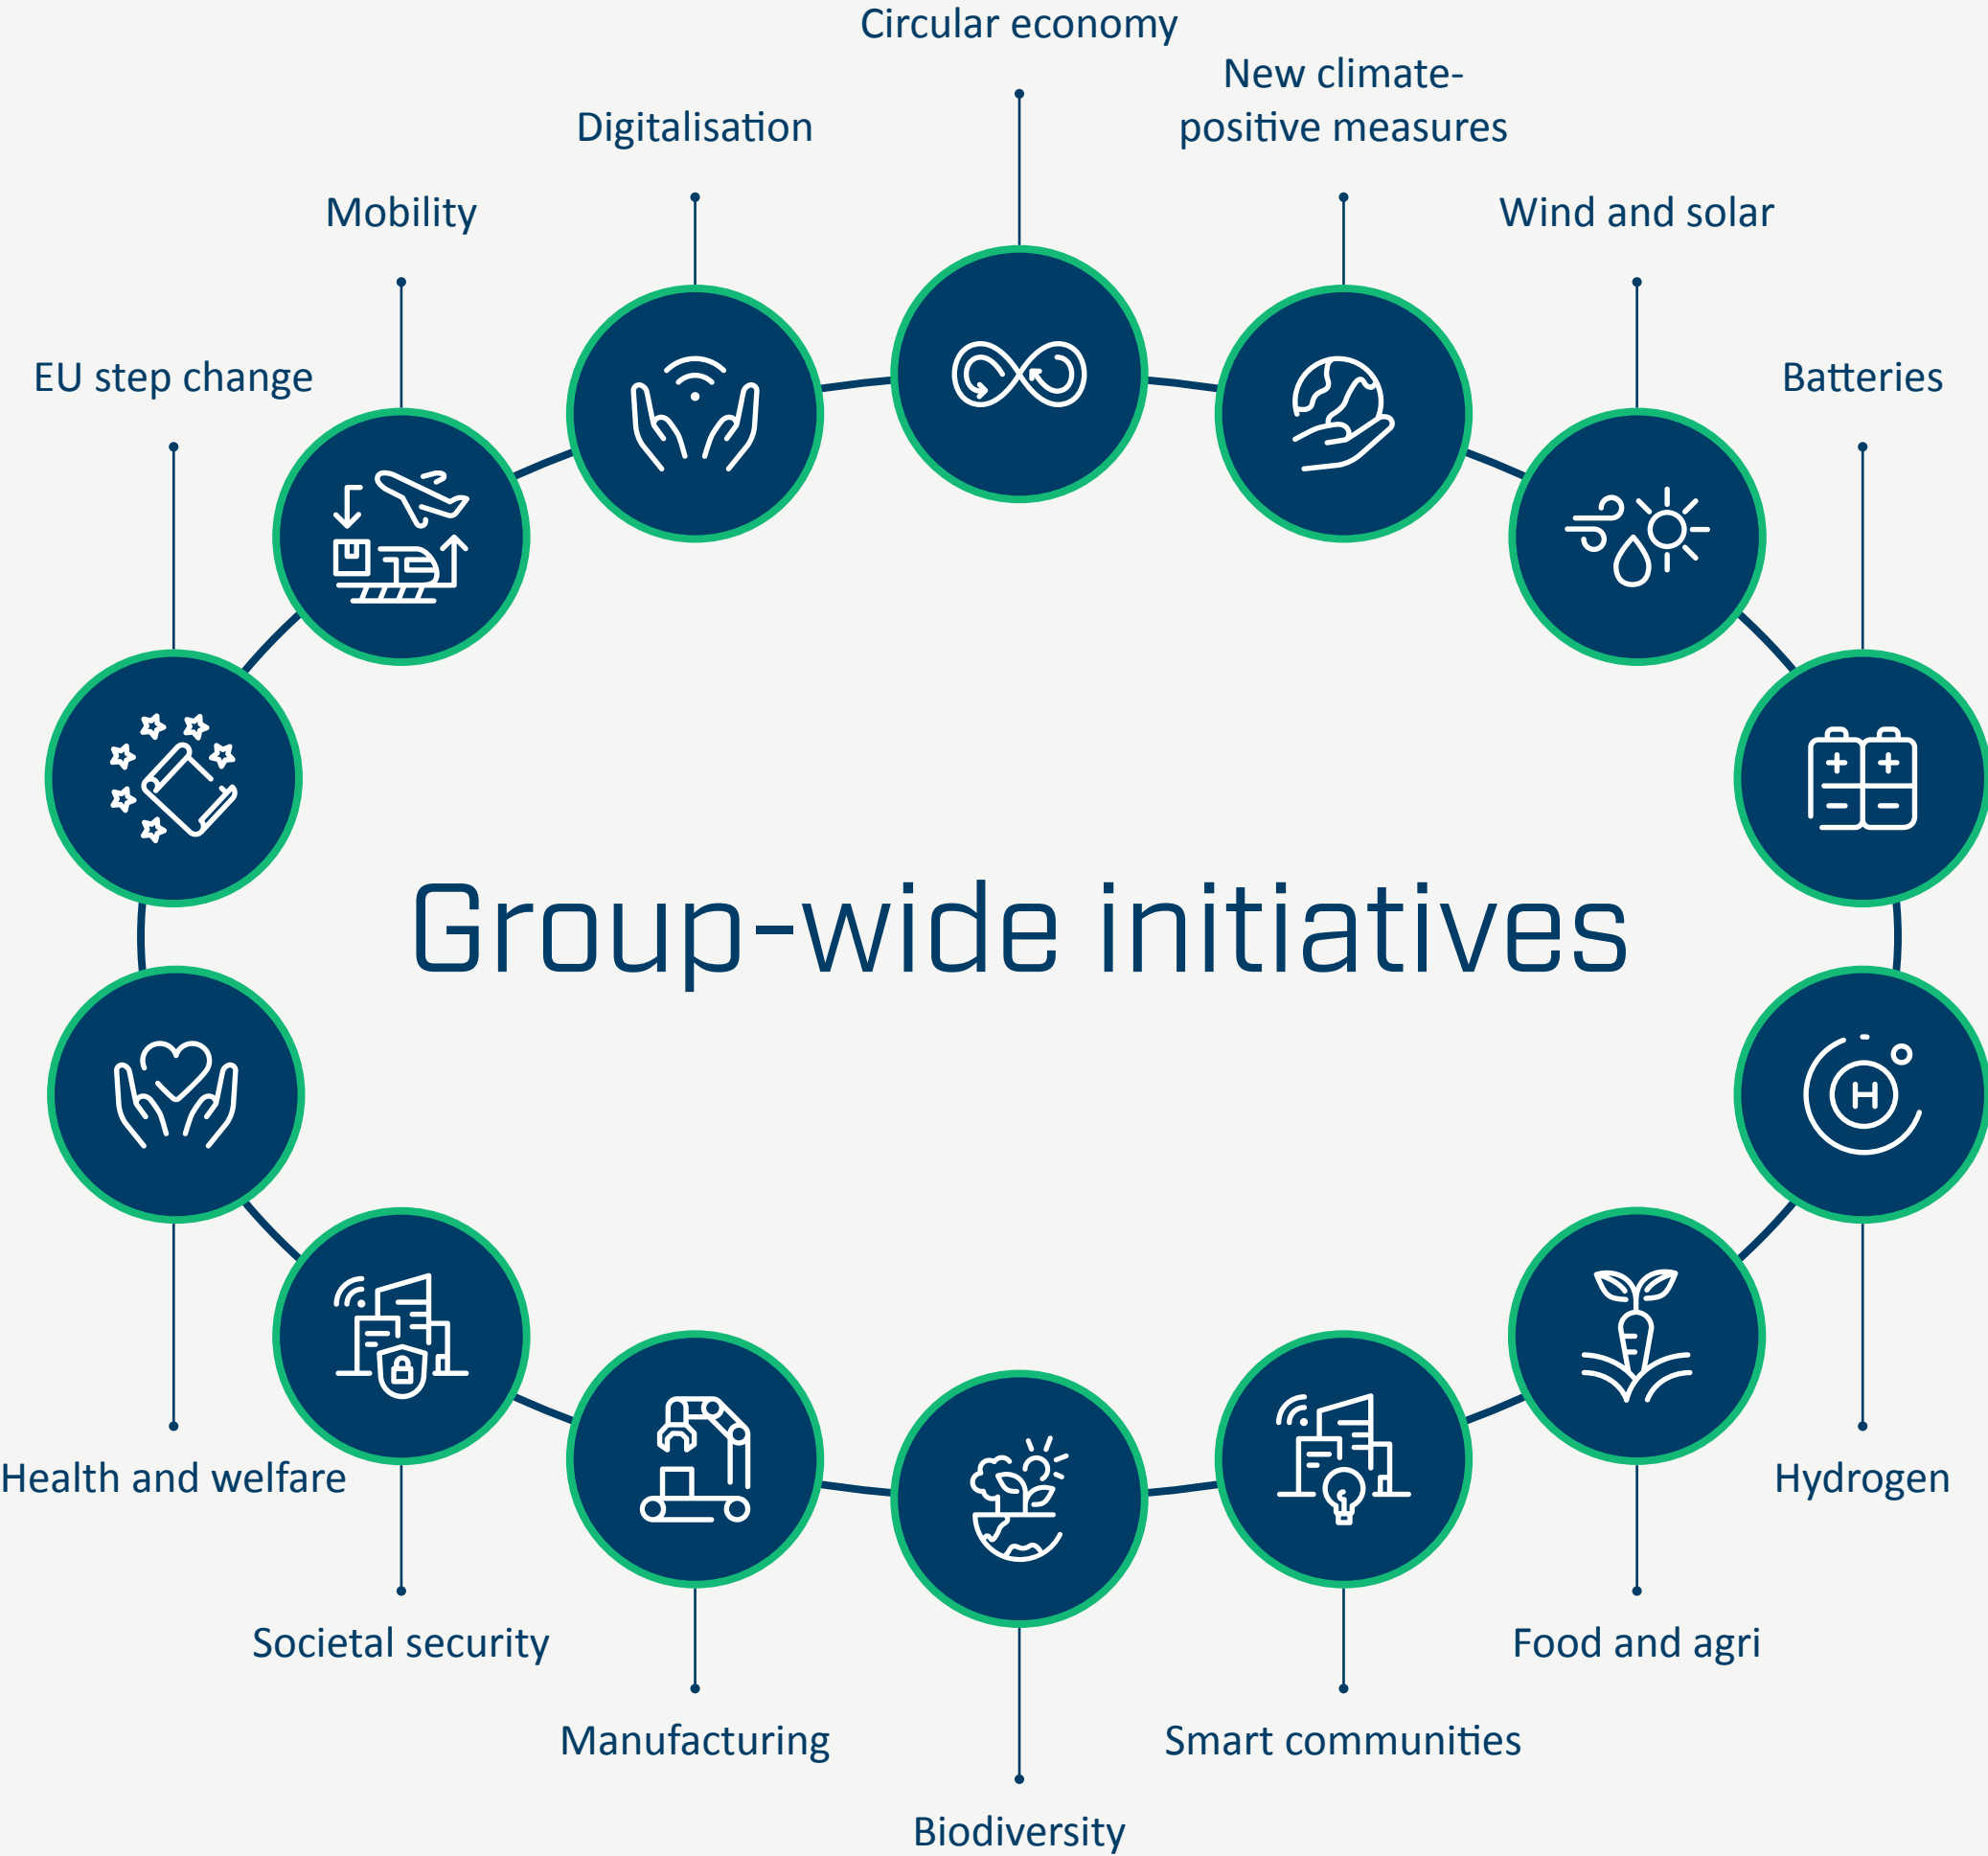 Circular economy
New climate-
positive measures
Digitalisation
Mobility
Wind and solar
EU step change
Batteries
Group-wide initiatives
H
Health and welfare
Hydrogen
Societal security
Food and agri
Manufacturing
Smart communities
Biodiversity